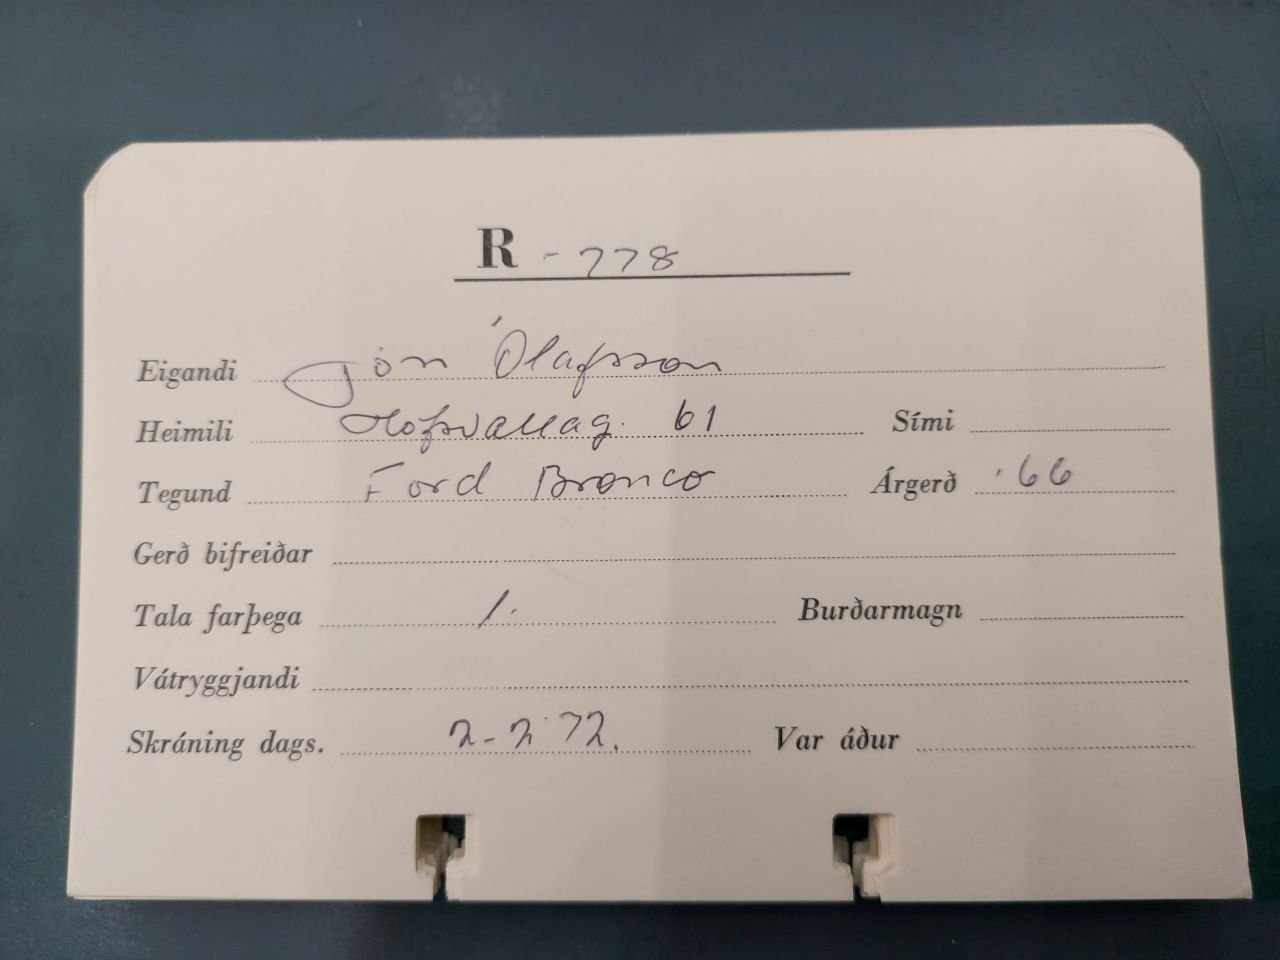 R - 778
Eigandi Jón Ólafsson
Heimili Hofsvallag. 61 Sími
Tegund Ford Bronco Árgerð '66
Gerð bifreiðar
Tala farþega 1. Burðarmagn
Vátryggjandi
Skráning dags. 2-2'72. Var áður